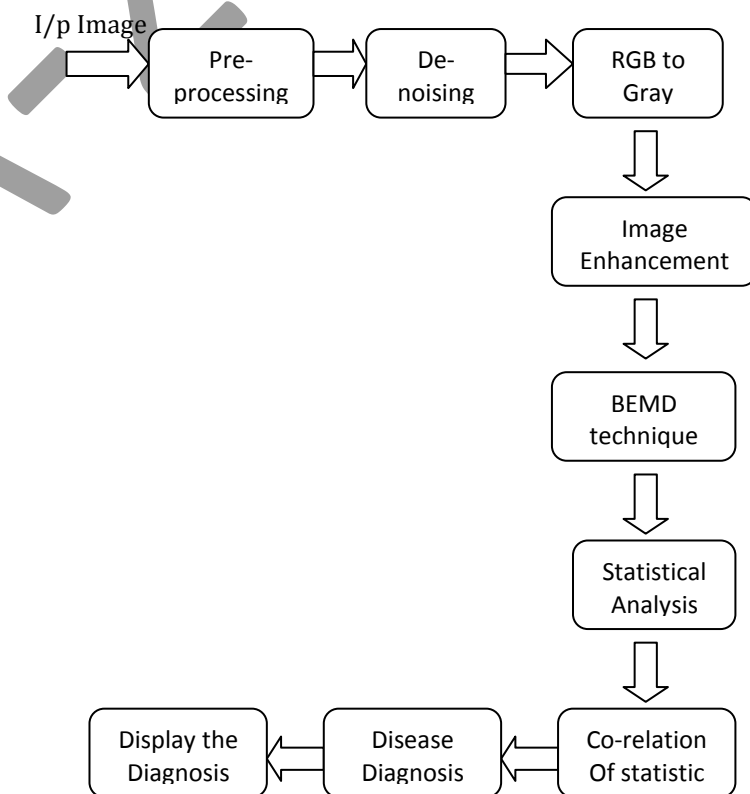 I/p Image
Pre-
processing
De-
noising
RGB to
Gray
Image
Enhancement
BEMD
technique
Statistical
Analysis
Co-relation
Of statistic
Disease
Diagnosis
Display the
Diagnosis